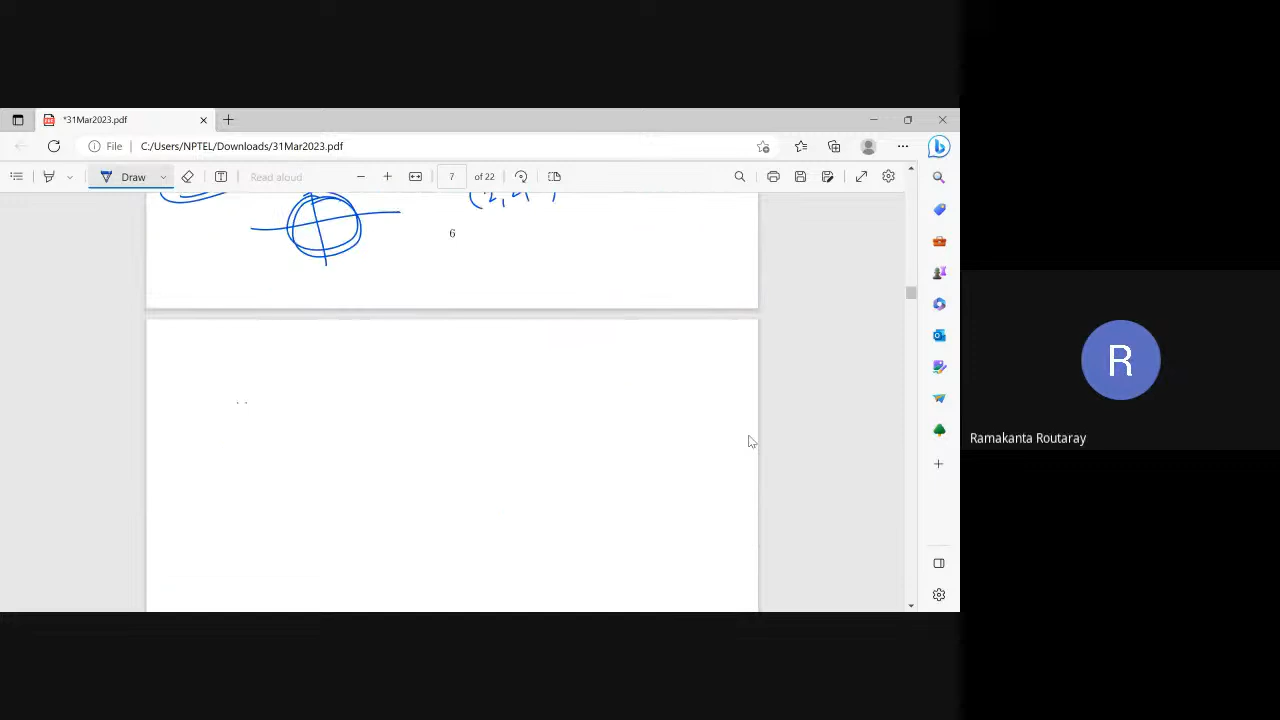 *31Mar2023.pdf
File C:/Users/NPTEL/Downloads/31Mar2023.pdf
Draw Read aloud 7 of 22
6
R
Ramakanta Routaray